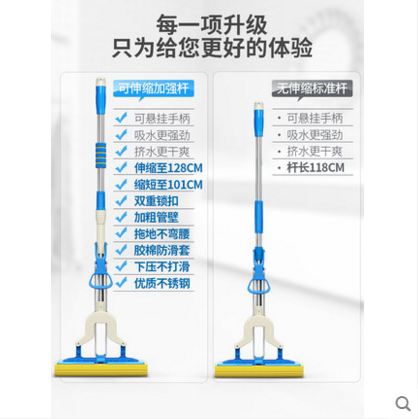 每一项升级
只为给您更好的体验
可伸缩加强杆
可悬挂手柄
吸水更强劲
挤水更干爽
伸缩至128CM
缩短至101CM
双重锁扣
加粗管壁
拖地不弯腰
胶棉防滑套
下压不打滑
优质不锈钢
无伸缩标准杆
可悬挂手柄
吸水更强劲
挤水更干爽
杆长118CM